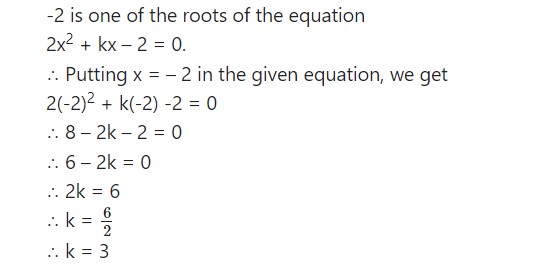 -2 is one of the roots of the equation
2x² + kx – 2 = 0.
∴ Putting x = – 2 in the given equation, we get
2(-2)² + k(-2) -2 = 0
∴ 8 – 2k – 2 = 0
∴ 6 – 2k = 0
∴ 2k = 6
∴ k = 6/2
∴ k = 3